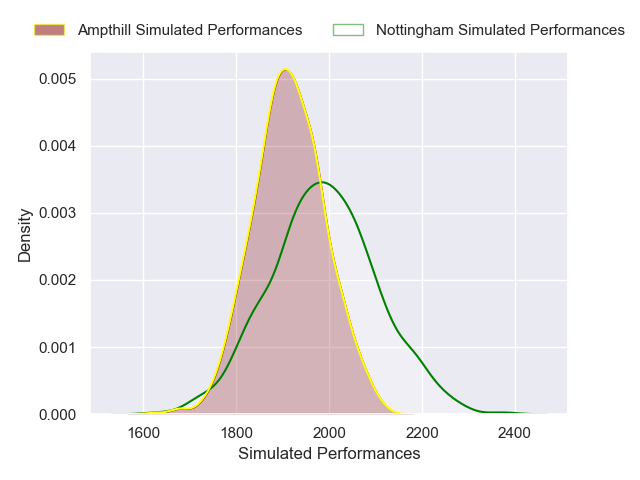 Ampthill Simulated Performances Nottingham Simulated Performances
0.005
0.004
0.003
0.002
0.001
0.000
Density
1600 1800 2000 2200 2400
Simulated Performances